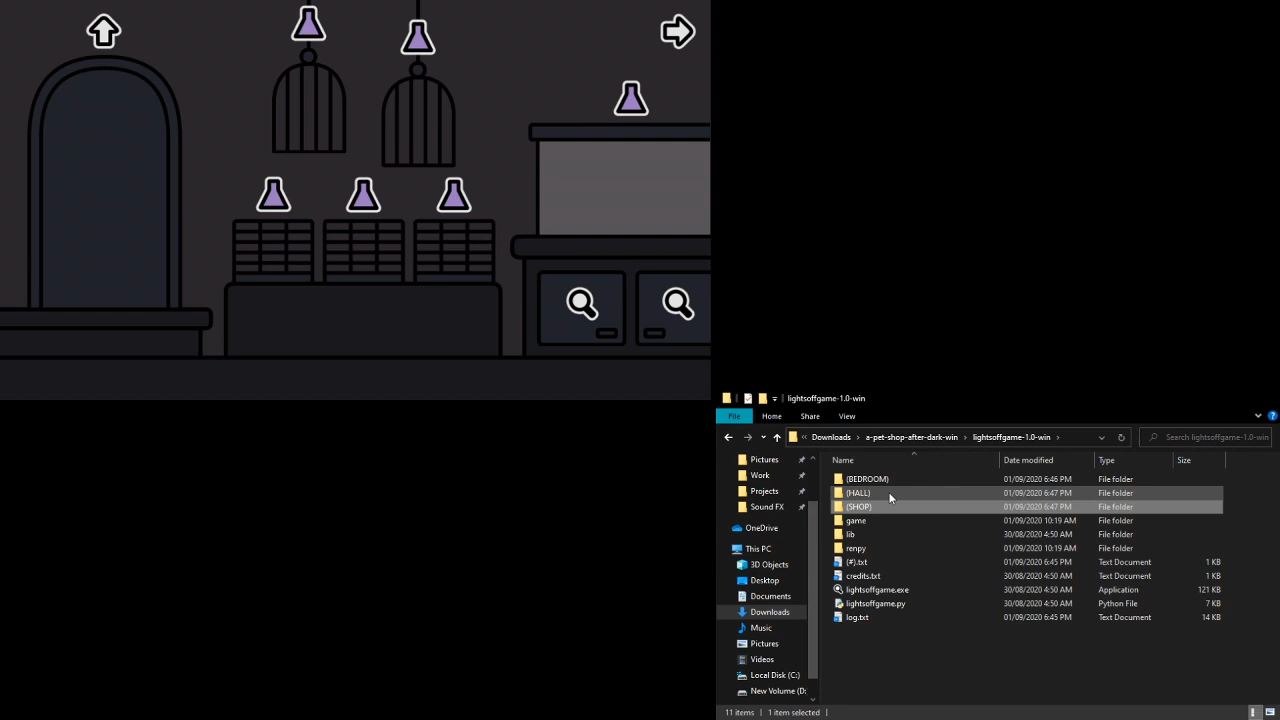 lightsoffgame-1.0-win
File Home Share View
Downloads a-pet-shop-after-dark-win lightsoffgame-1.0-win Search lightsoffgame-1.0-win
Name Date modified Type Size
Pictures
Work
Projects
Sound FX
OneDrive
This PC
3D Objects
Desktop
Documents
Downloads
Music
Pictures
Videos
Local Disk (C:)
New Volume (D:
(BEDROOM) 01/09/2020 6:46 PM File folder
(HALL) 01/09/2020 6:47 PM File folder
(SHOP) 01/09/2020 6:47 PM File folder
game 01/09/2020 10:19 AM File folder
lib 30/08/2020 4:50 AM File folder
renpy 01/09/2020 10:19 AM File folder
(#).txt 01/09/2020 6:45 PM Text Document 1 KB
credits.txt 30/08/2020 4:50 AM Text Document 1 KB
lightsoffgame.exe 30/08/2020 4:50 AM Application 121 KB
lightsoffgame.py 30/08/2020 4:50 AM Python File 7 KB
log.txt 01/09/2020 6:45 PM Text Document 14 KB
11 items 1 item selected